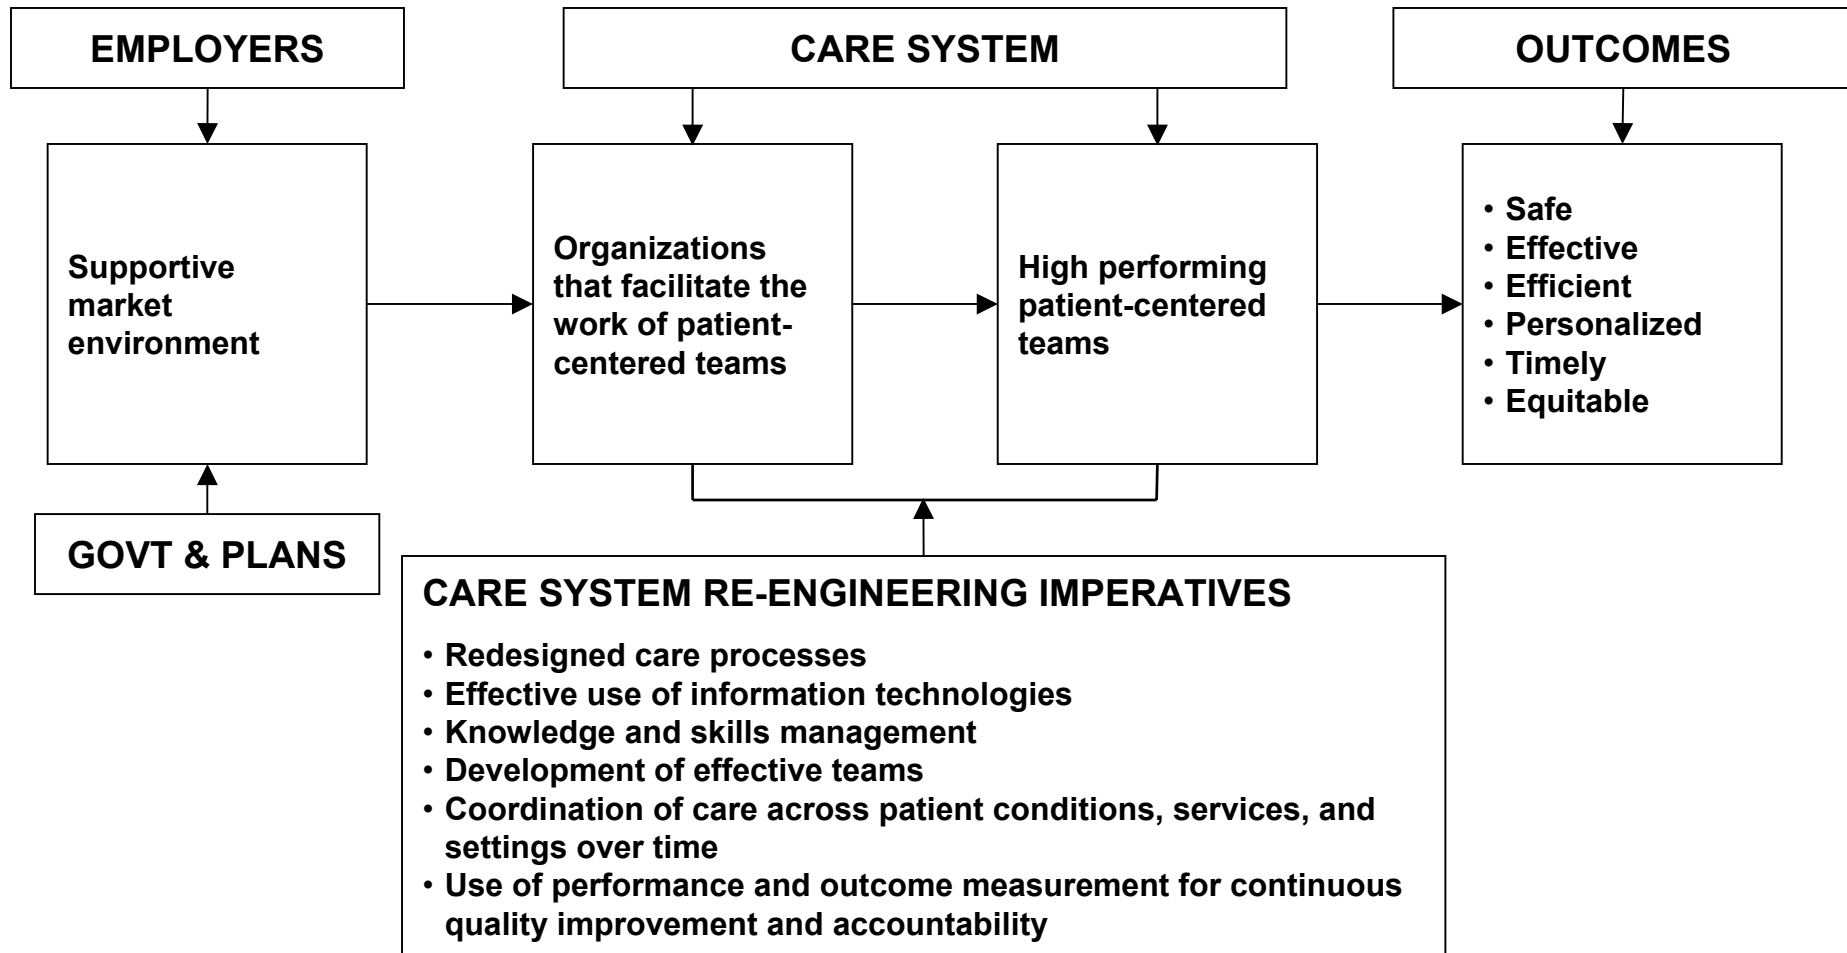 EMPLOYERS
CARE SYSTEM
OUTCOMES
Supportive
market
environment
Organizations
that facilitate the
work of patient-
centered teams
High performing
patient-centered
teams
• Safe
• Effective
• Efficient
• Personalized
• Timely
• Equitable
GOVT & PLANS
CARE SYSTEM RE-ENGINEERING IMPERATIVES
• Redesigned care processes
• Effective use of information technologies
• Knowledge and skills management
• Development of effective teams
• Coordination of care across patient conditions, services, and
settings over time
• Use of performance and outcome measurement for continuous
quality improvement and accountability